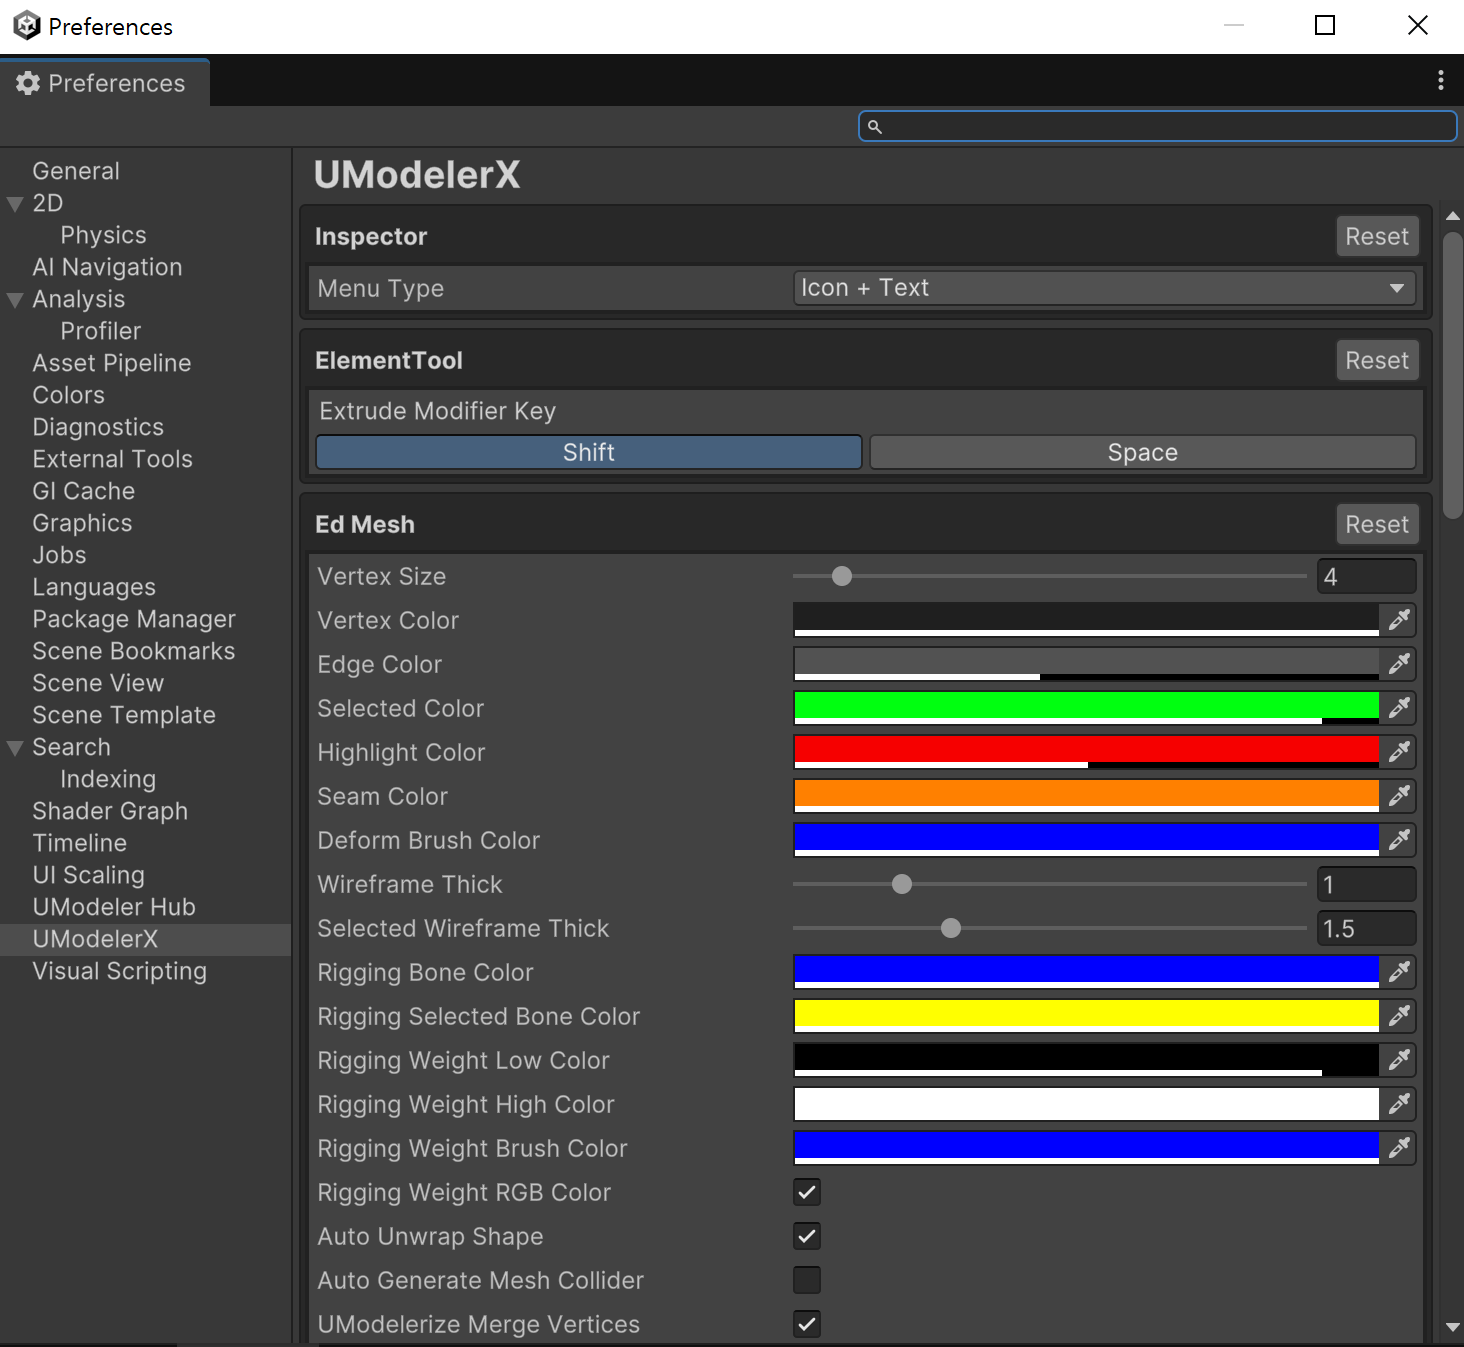 Preferences
Preferences
General
2D
Physics
AI Navigation
Analysis
Profiler
Asset Pipeline
Colors
Diagnostics
External Tools
GI Cache
Graphics
Jobs
Languages
Package Manager
Scene Bookmarks
Scene View
Scene Template
Search
Indexing
Shader Graph
Timeline
UI Scaling
UModeler Hub
UModelerX
Visual Scripting
UModelerX
Inspector Reset
Menu Type Icon + Text
ElementTool Reset
Extrude Modifier Key
Shift Space
Ed Mesh Reset
Vertex Size 4
Vertex Color
Edge Color
Selected Color
Highlight Color
Seam Color
Deform Brush Color
Wireframe Thick 1
Selected Wireframe Thick 1.5
Rigging Bone Color
Rigging Selected Bone Color
Rigging Weight Low Color
Rigging Weight High Color
Rigging Weight Brush Color
Rigging Weight RGB Color
Auto Unwrap Shape
Auto Generate Mesh Collider
UModelerize Merge Vertices